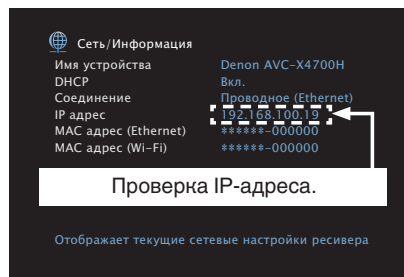 Сеть/Информация
Имя устройства Denon AVC-X4700H
DHCP Вкл.
Соединение Проводное (Ethernet)
IP адрес 192.168.100.19
MAC адрес (Ethernet) ******-000000
MAC адрес (Wi-Fi) ******-000000
Проверка IP-адреса.
Отображает текущие сетевые настройки ресивера